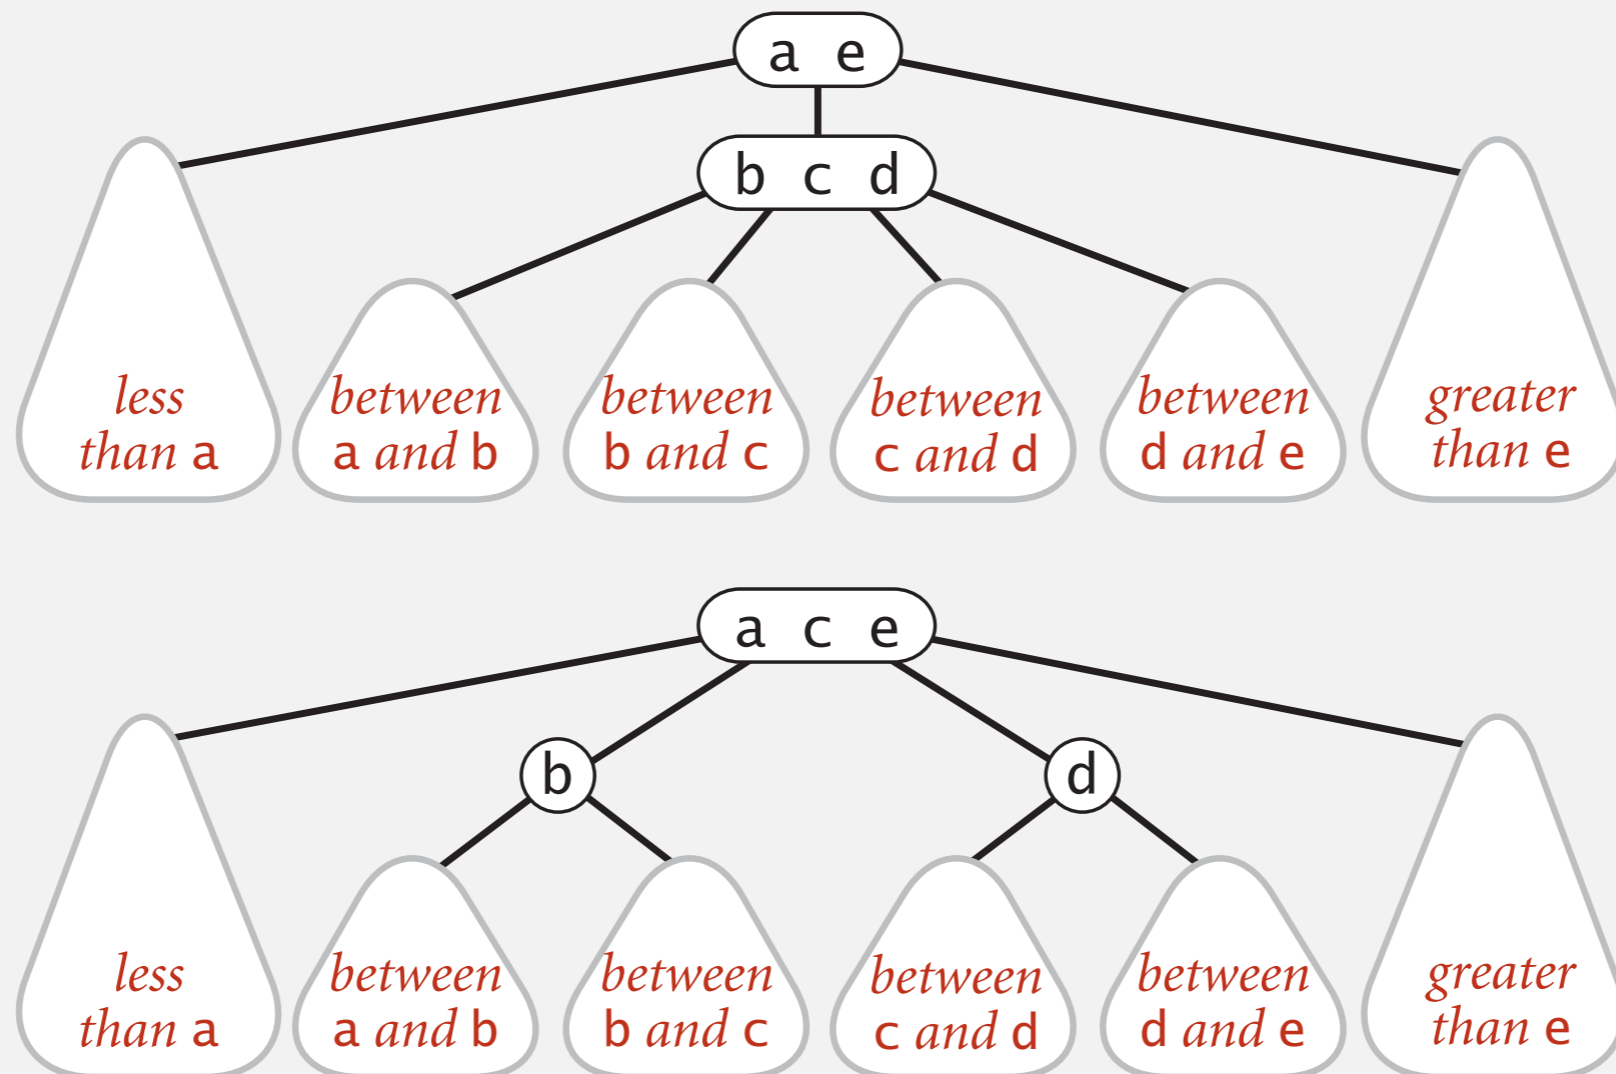 a e
b c d
less
than a
between
a and b
between
b and c
between
c and d
between
d and e
greater
than e
a c e
b
d
less
than a
between
a and b
between
b and c
between
c and d
between
d and e
greater
than e